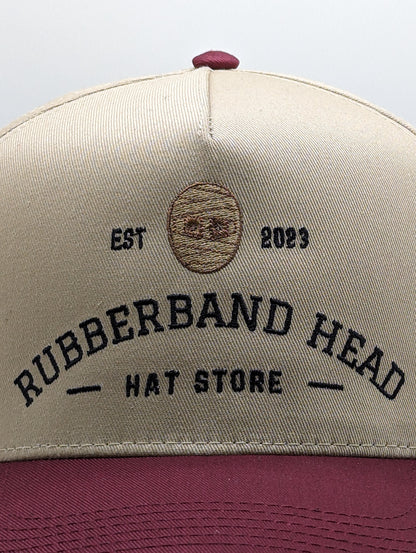 EST 2023
RUBBERBAND HEAD
HAT STORE